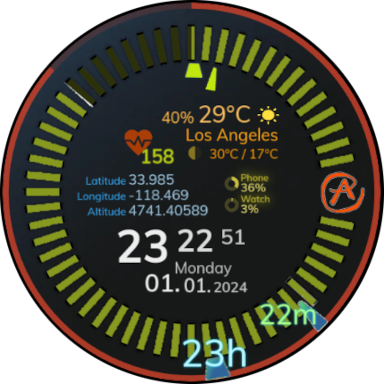 40% 29°C
Los Angeles
158
30°C / 17°C
Latitude 33.985
Longitude -118.469
Altitude 4741.40589
Phone
36%
Watch
3%
23 22 51
Monday
01.01.2024
22m
23h